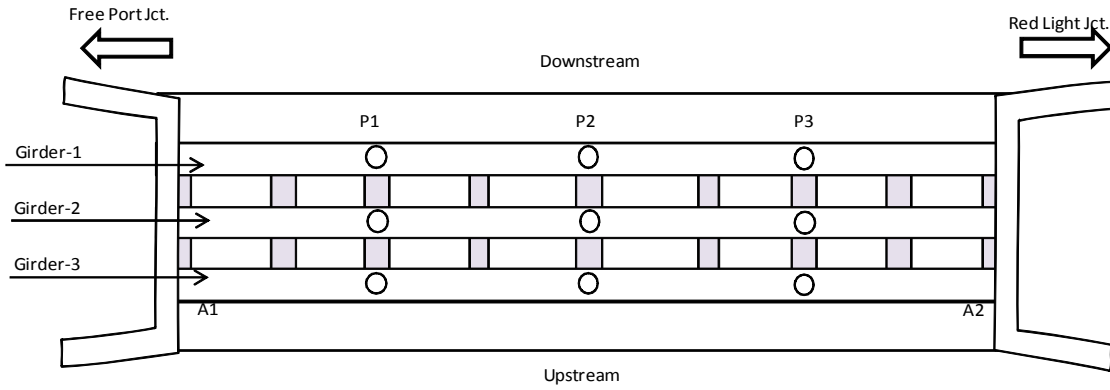 Free Port Jct.
Red Light Jct.
Downstream
P1
P2
P3
Girder-1
Girder-2
Girder-3
A1
A2
Upstream